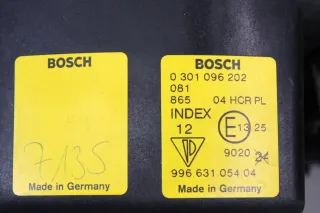 BOSCH
7135
Made in Germany
BOSCH
0 301 096 202
081
865 04 HCR PL
INDEX
12 E 13 25
9020
996 631 054 04
Made in Germany